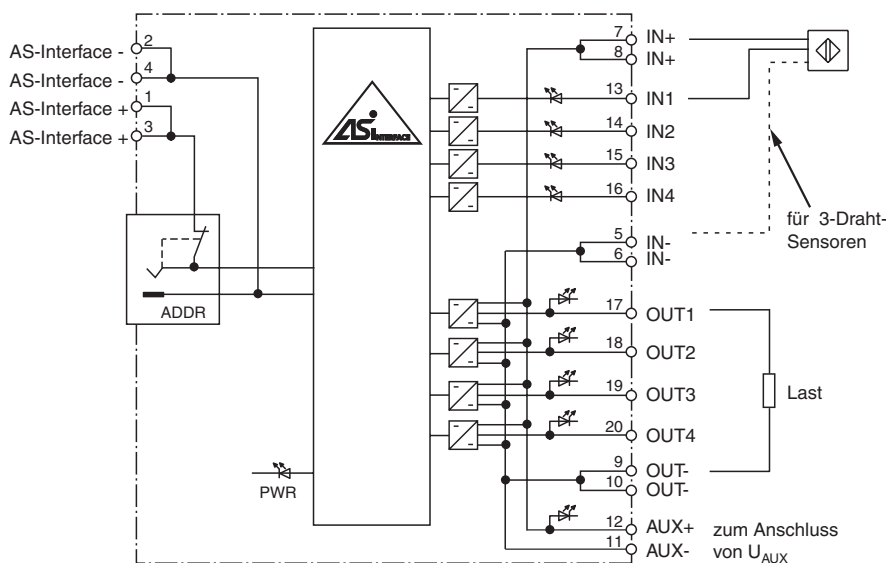 AS-Interface -
2
AS-Interface -
4
AS-Interface +
1
AS-Interface +
3
ADDR
PWR
ASi INTERFACE
7
IN+
8
IN+
13
IN1
14
IN2
15
IN3
16
IN4
5
IN-
6
IN-
für 3-Draht-
Sensoren
17
OUT1
18
OUT2
19
OUT3
20
OUT4
Last
9
OUT-
10
OUT-
12
AUX+
11
AUX-
zum Anschluss
von UAUX